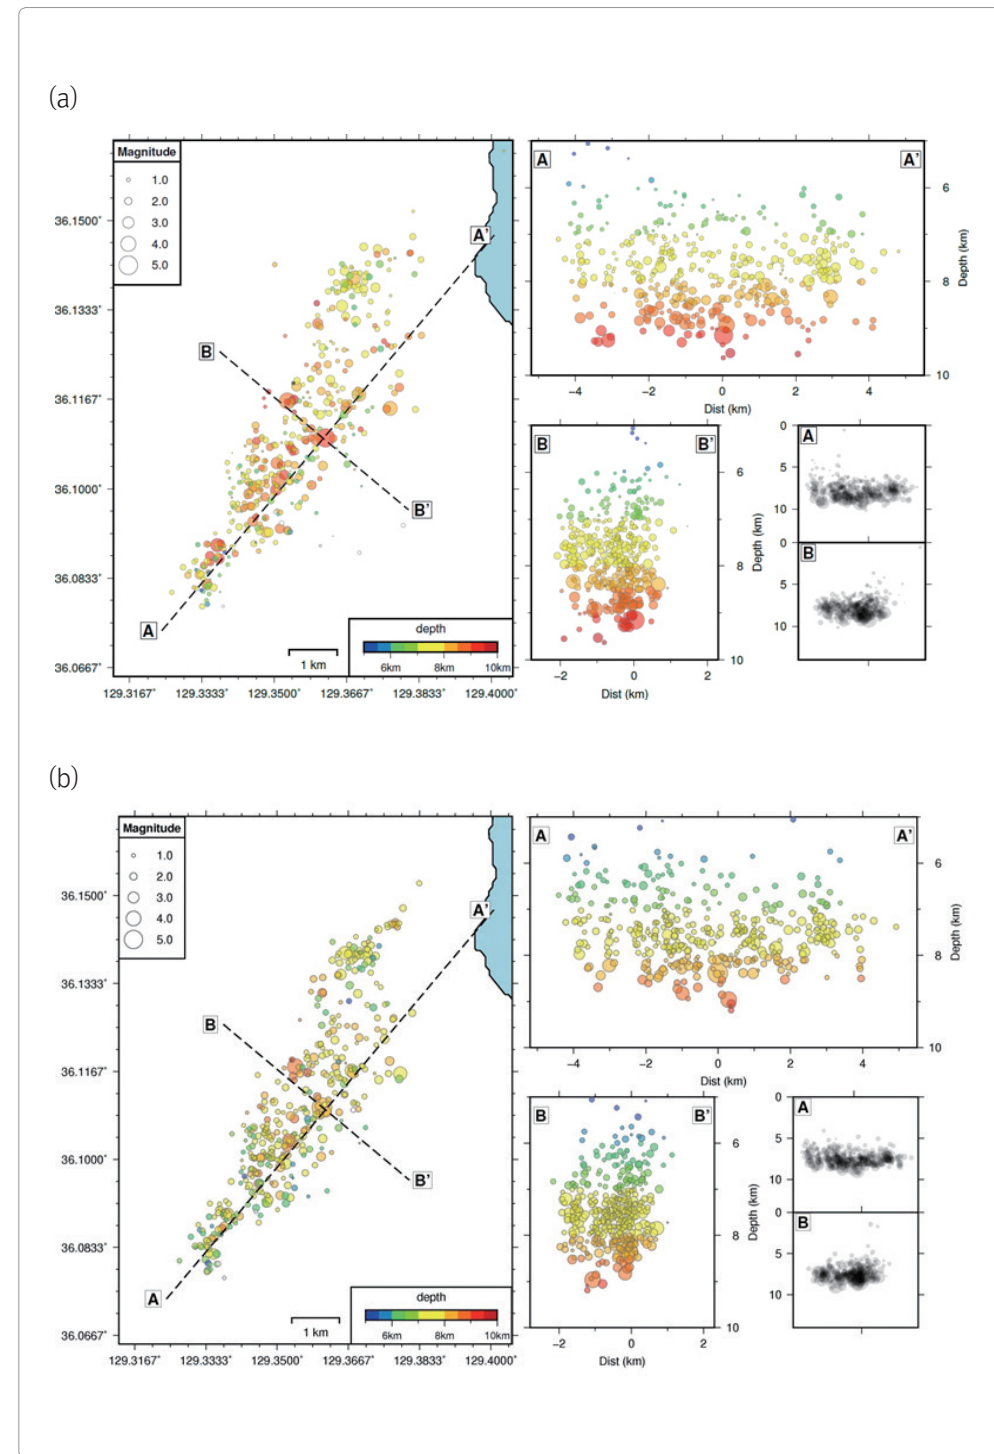 (a)
Magnitude
1.0
2.0
3.0
4.0
5.0
36.1500°
36.1333°
36.1167°
36.1000°
36.0833°
36.0667°
A'
B
B'
A
1 km
depth
6km 8km 10km
129.3167° 129.3333° 129.3500° 129.3667° 129.3833° 129.4000°
A A'
6
8
10
Depth (km)
−4 −2 0 2 4
Dist (km)
B B'
6
8
10
Depth (km)
−2 0 2
Dist (km)
0
A
5
10
0
B
5
10
(b)
Magnitude
1.0
2.0
3.0
4.0
5.0
36.1500°
36.1333°
36.1167°
36.1000°
36.0833°
36.0667°
A'
B
B'
A
1 km
depth
6km 8km 10km
129.3167° 129.3333° 129.3500° 129.3667° 129.3833° 129.4000°
A A'
6
8
10
Depth (km)
−4 −2 0 2 4
Dist (km)
B B'
6
8
10
Depth (km)
−2 0 2
Dist (km)
0
A
5
10
0
B
5
10